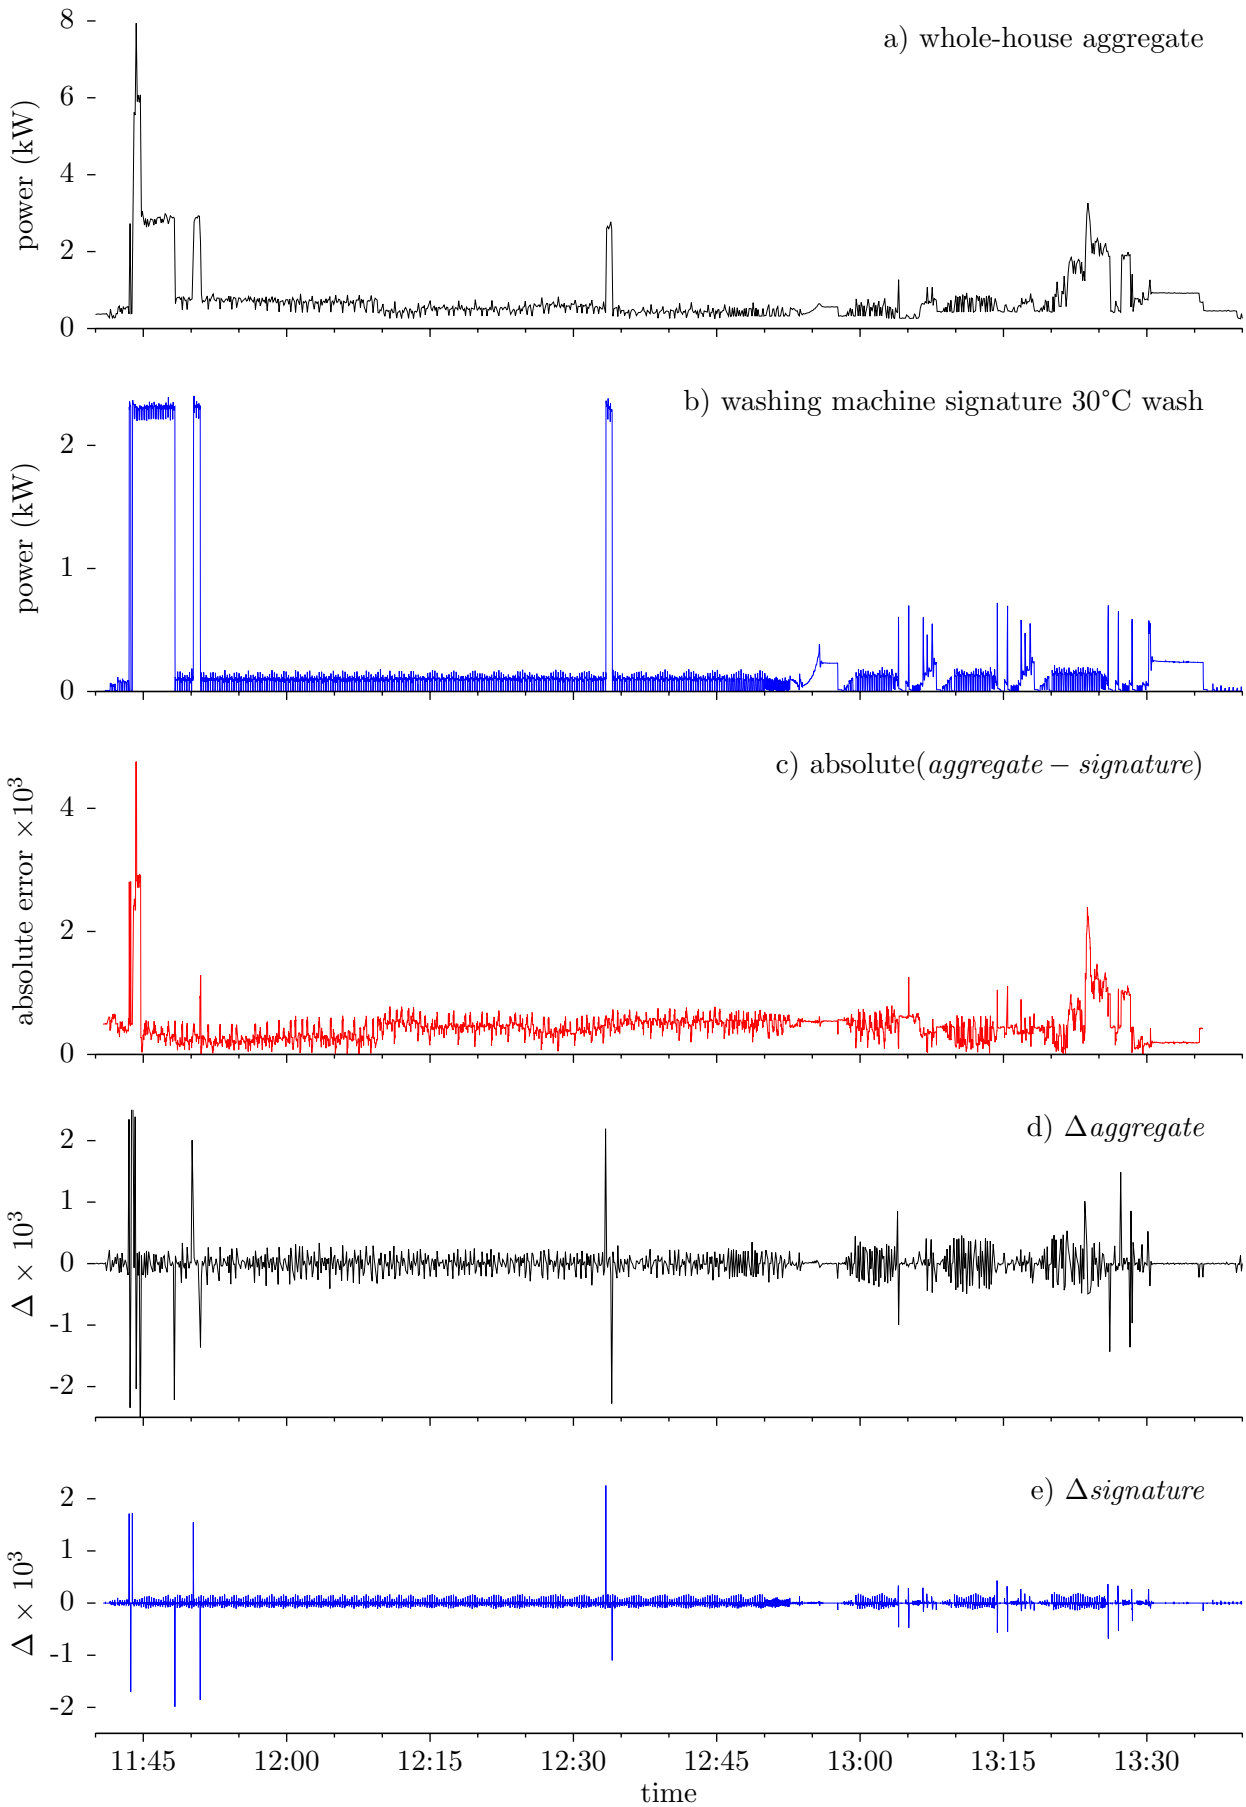 a) whole-house aggregate
power (kW)
8
6
4
2
0
b) washing machine signature 30°C wash
power (kW)
2
1
0
c) absolute(aggregate − signature)
absolute error ×10³
4
2
0
d) Δaggregate
Δ × 10³
2
1
0
-1
-2
e) Δsignature
Δ × 10³
2
1
0
-1
-2
11:45 12:00 12:15 12:30 12:45 13:00 13:15 13:30
time